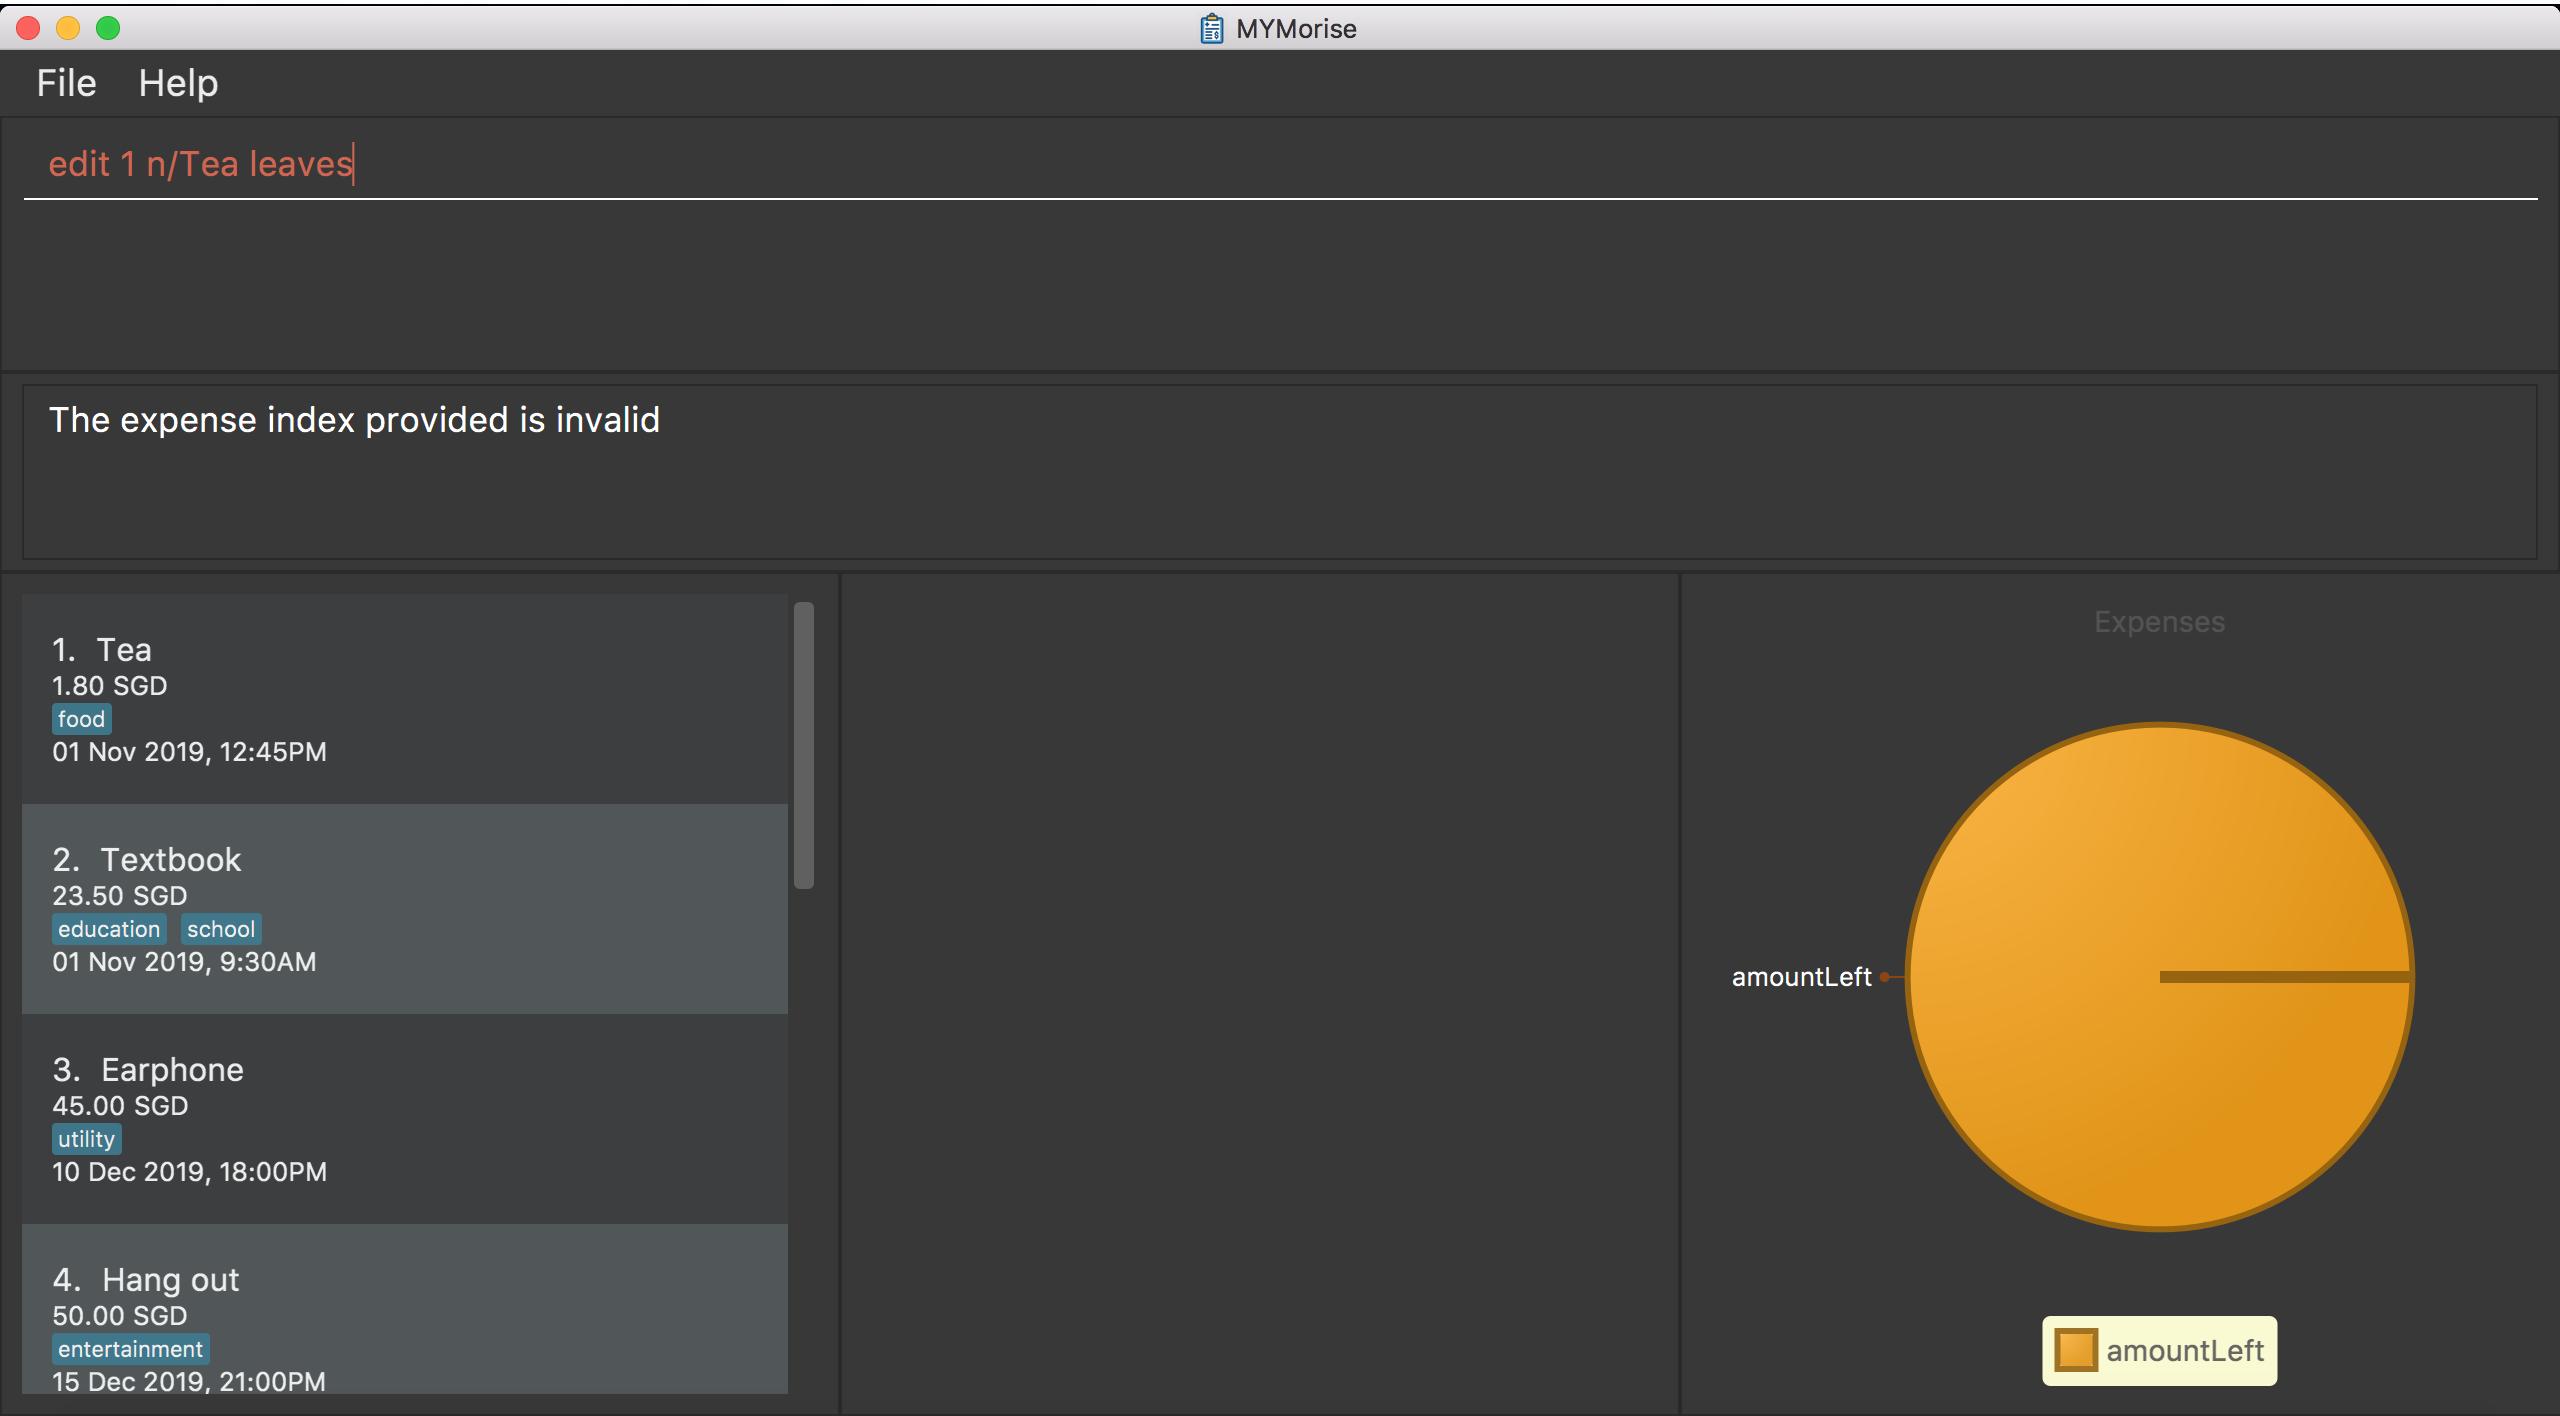 MYMorise
File Help
edit 1 n/Tea leaves
The expense index provided is invalid
1. Tea
1.80 SGD
food
01 Nov 2019, 12:45PM
2. Textbook
23.50 SGD
education school
01 Nov 2019, 9:30AM
3. Earphone
45.00 SGD
utility
10 Dec 2019, 18:00PM
4. Hang out
50.00 SGD
entertainment
15 Dec 2019, 21:00PM
Expenses
amountLeft
amountLeft